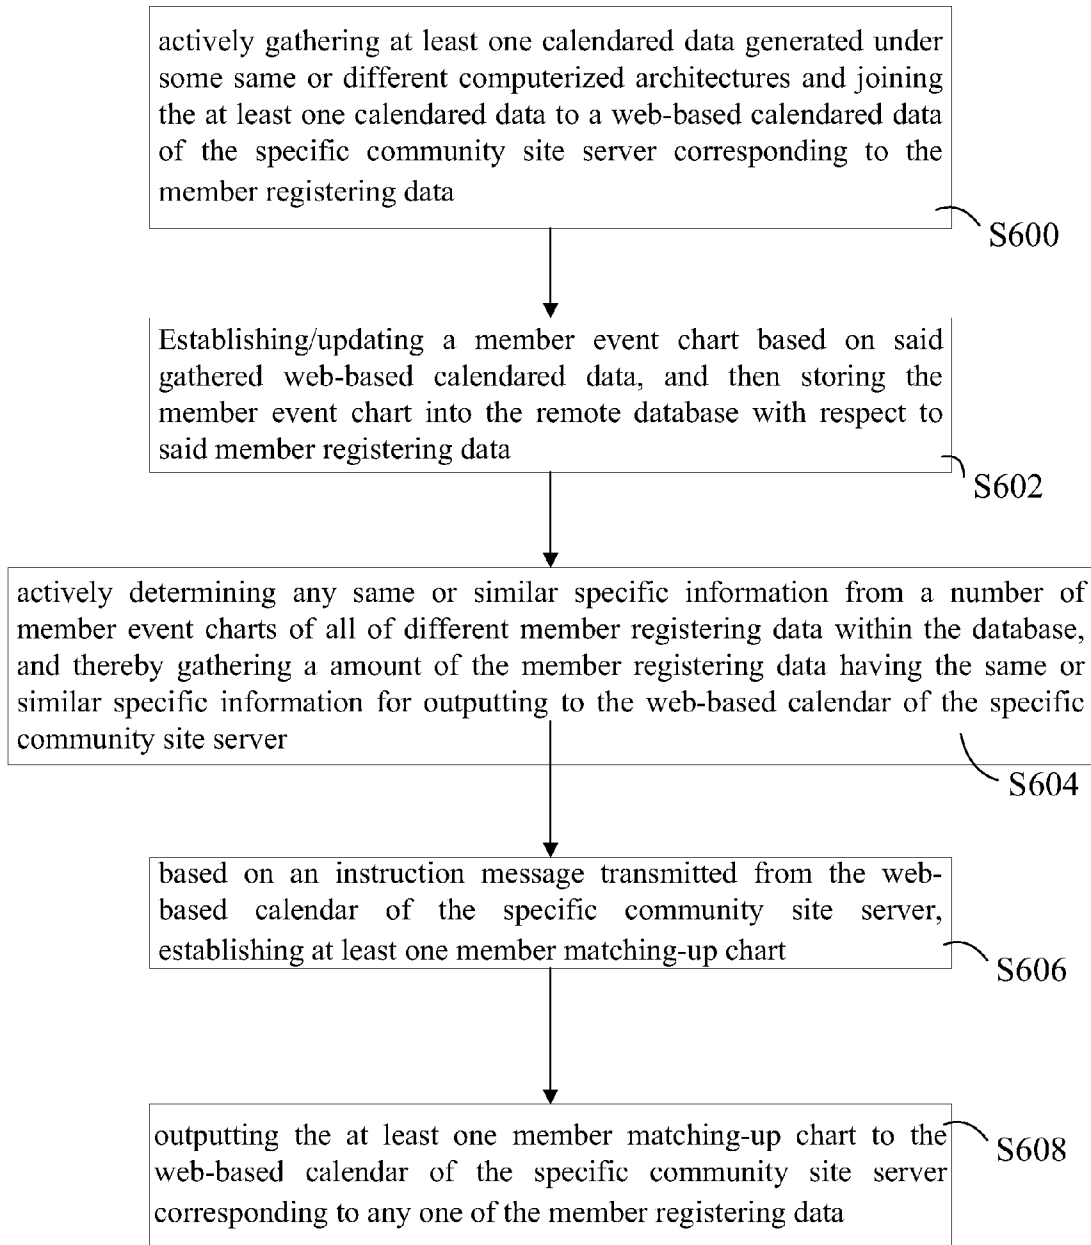 actively gathering at least one calendared data generated under
some same or different computerized architectures and joining
the at least one calendared data to a web-based calendared data
of the specific community site server corresponding to the
member registering data
S600
Establishing/updating a member event chart based on said
gathered web-based calendared data, and then storing the
member event chart into the remote database with respect to
said member registering data
S602
actively determining any same or similar specific information from a number of
member event charts of all of different member registering data within the database,
and thereby gathering a amount of the member registering data having the same or
similar specific information for outputting to the web-based calendar of the specific
community site server
S604
based on an instruction message transmitted from the web-
based calendar of the specific community site server,
establishing at least one member matching-up chart
S606
outputting the at least one member matching-up chart to the
web-based calendar of the specific community site server
corresponding to any one of the member registering data
S608